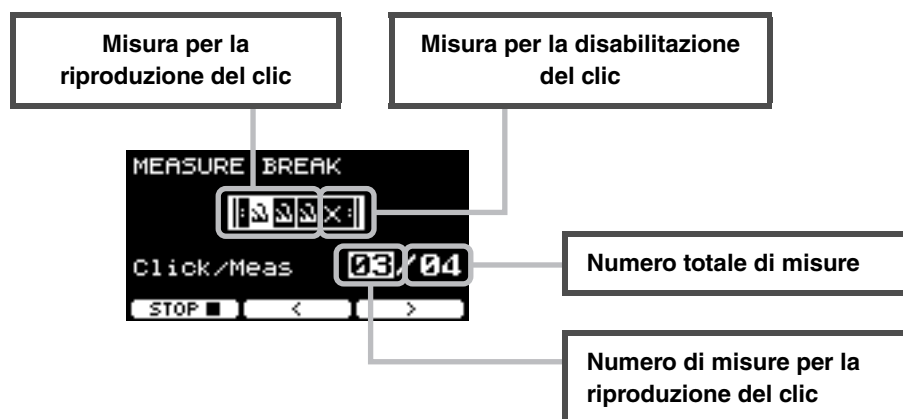 Misura per la
riproduzione del clic
Misura per la disabilitazione
del clic
MEASURE BREAK
Click/Meas 03/04
STOP ■ < >
Numero totale di misure
Numero di misure per la
riproduzione del clic